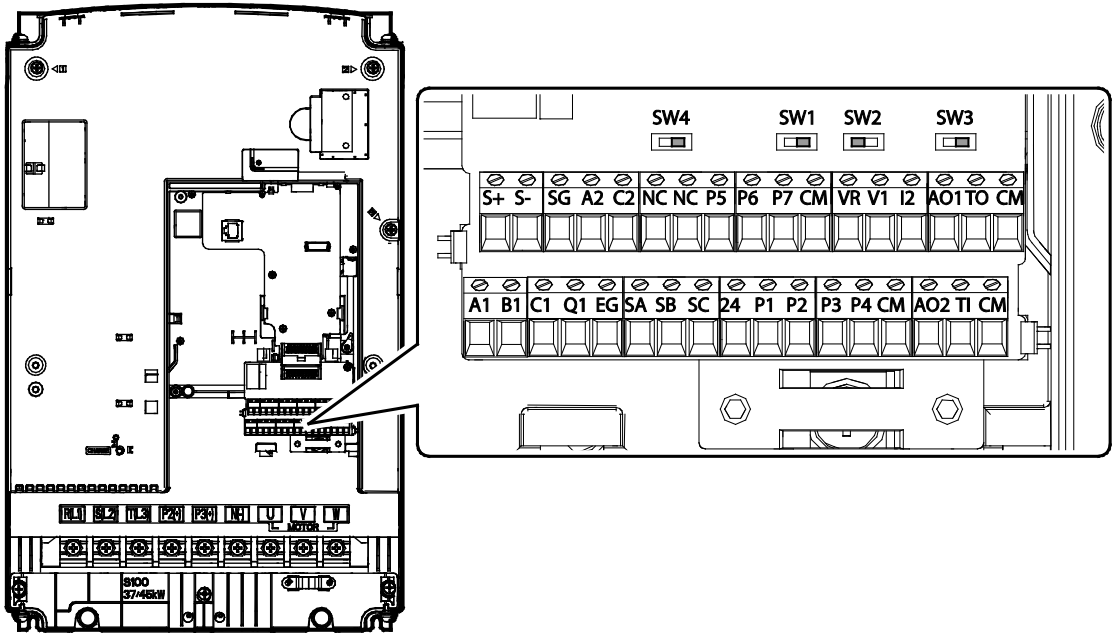 SW4 SW1 SW2 SW3
S+ S- SG A2 C2 NC NC P5 P6 P7 CM VR V1 I2 AO1 TO CM
A1 B1 C1 Q1 EG SA SB SC 24 P1 P2 P3 P4 CM AO2 TI CM
R(L1) S(L2) T(L3) P2(+) P3(+) N(-) U V W
MOTOR
S100
37/45kW